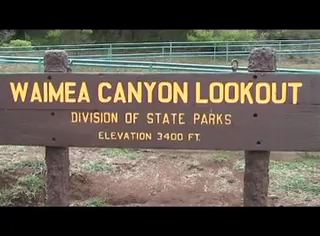 WAIMEA CANYON LOOKOUT
DIVISION OF STATE PARKS
ELEVATION 3400 FT.